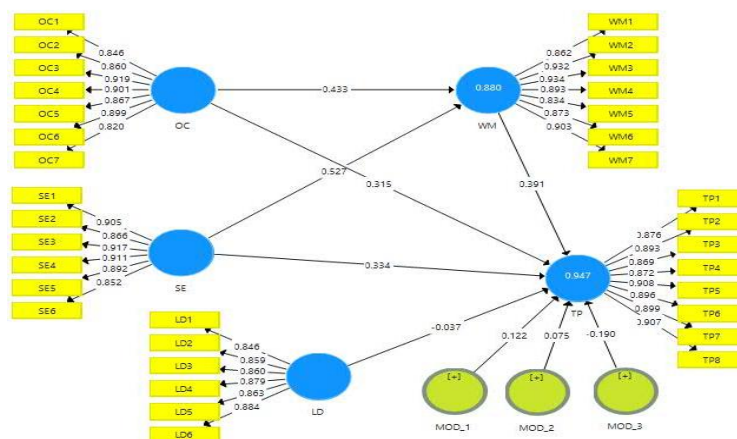 OC1
OC2
OC3
OC4
OC5
OC6
OC7
0.846
0.860
0.919
0.901
0.867
0.899
0.820
OC
0.433
0.527
0.315
WM1
WM2
WM3
WM4
WM5
WM6
WM7
0.862
0.932
0.934
0.893
0.834
0.873
0.903
0.880
WM
0.391
SE1
SE2
SE3
SE4
SE5
SE6
0.905
0.866
0.917
0.911
0.892
0.852
SE
0.334
TP1
TP2
TP3
TP4
TP5
TP6
TP7
TP8
0.876
0.893
0.869
0.872
0.908
0.896
0.899
0.907
0.947
TP
LD1
LD2
LD3
LD4
LD5
LD6
0.846
0.859
0.860
0.879
0.863
0.884
LD
-0.037
0.122
0.075
-0.190
[+]
[+]
[+]
MOD_1
MOD_2
MOD_3